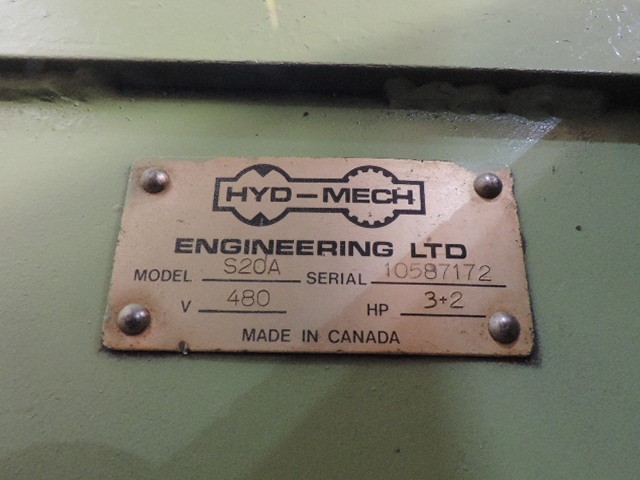 HYD-MECH
ENGINEERING LTD
MODEL S20A SERIAL 10587172
V 480 HP 3+2
MADE IN CANADA